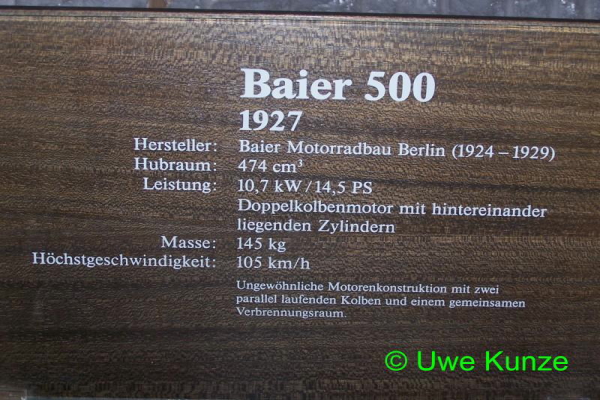 Baier 500
1927
Hersteller: Baier Motorradbau Berlin (1924 – 1929)
Hubraum: 474 cm³
Leistung: 10,7 kW / 14,5 PS
Doppelkolbenmotor mit hintereinander
liegenden Zylindern
Masse: 145 kg
Höchstgeschwindigkeit: 105 km/h
Ungewöhnliche Motorenkonstruktion mit zwei
parallel laufenden Kolben und einem gemeinsamen
Verbrennungsraum.
© Uwe Kunze